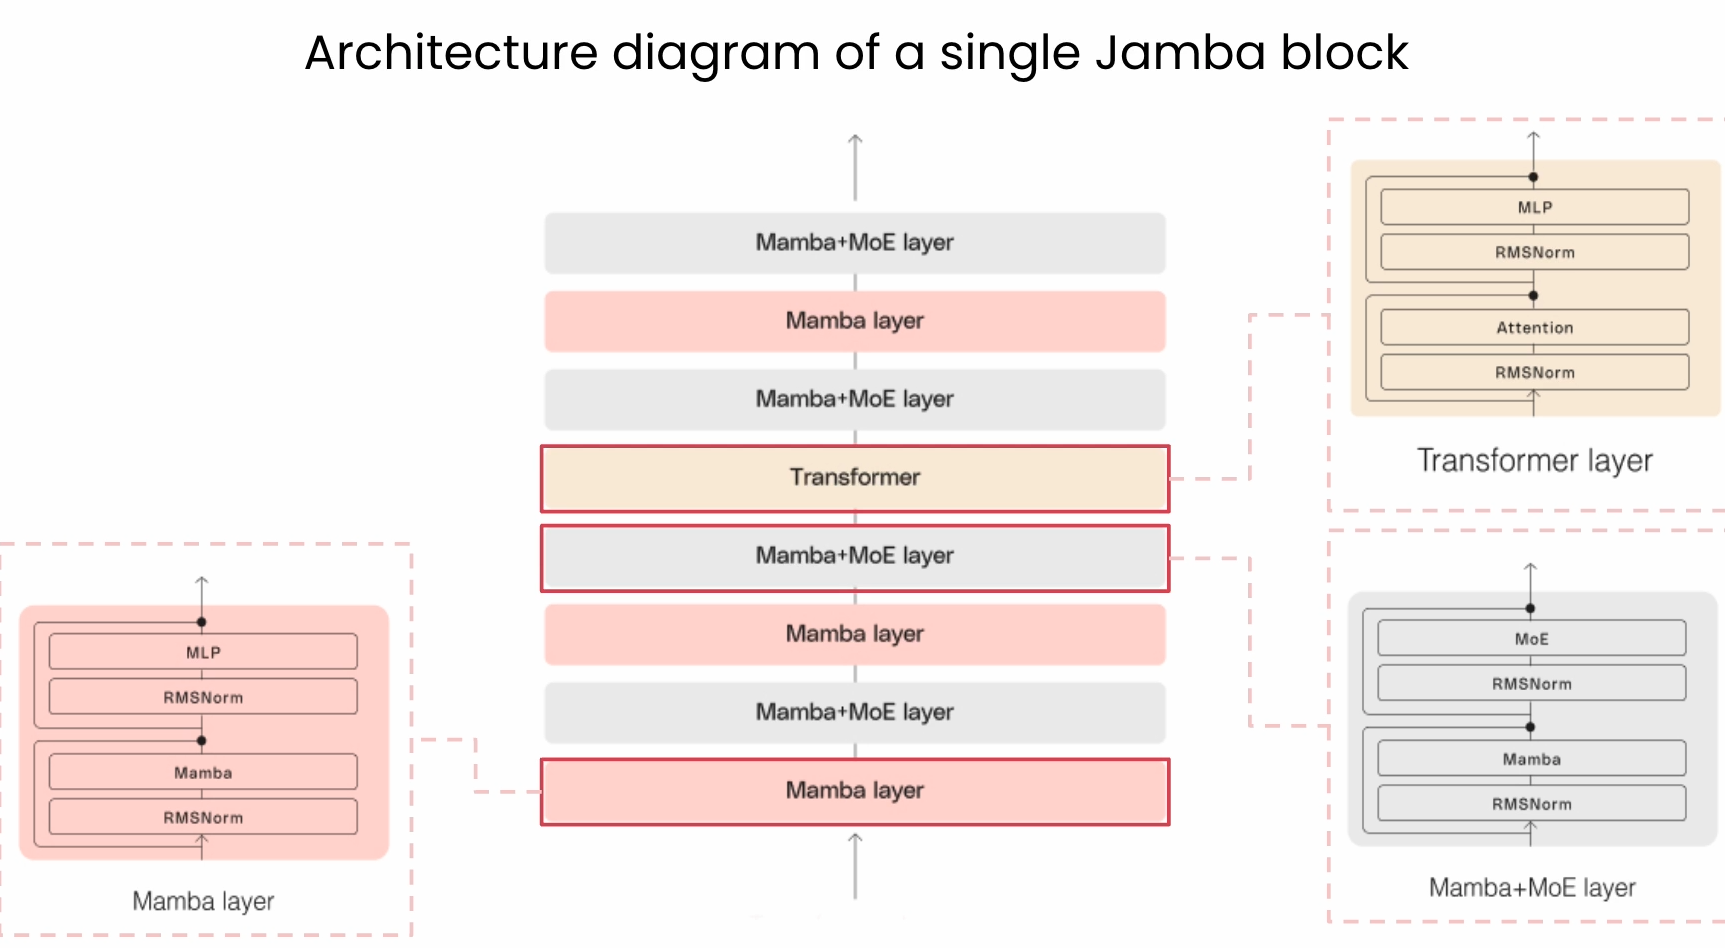 Architecture diagram of a single Jamba block
Mamba+MoE layer
Mamba layer
Mamba+MoE layer
Transformer
Mamba+MoE layer
Mamba layer
Mamba+MoE layer
Mamba layer
MLP
RMSNorm
Attention
RMSNorm
Transformer layer
MLP
RMSNorm
Mamba
RMSNorm
Mamba layer
MoE
RMSNorm
Mamba
RMSNorm
Mamba+MoE layer